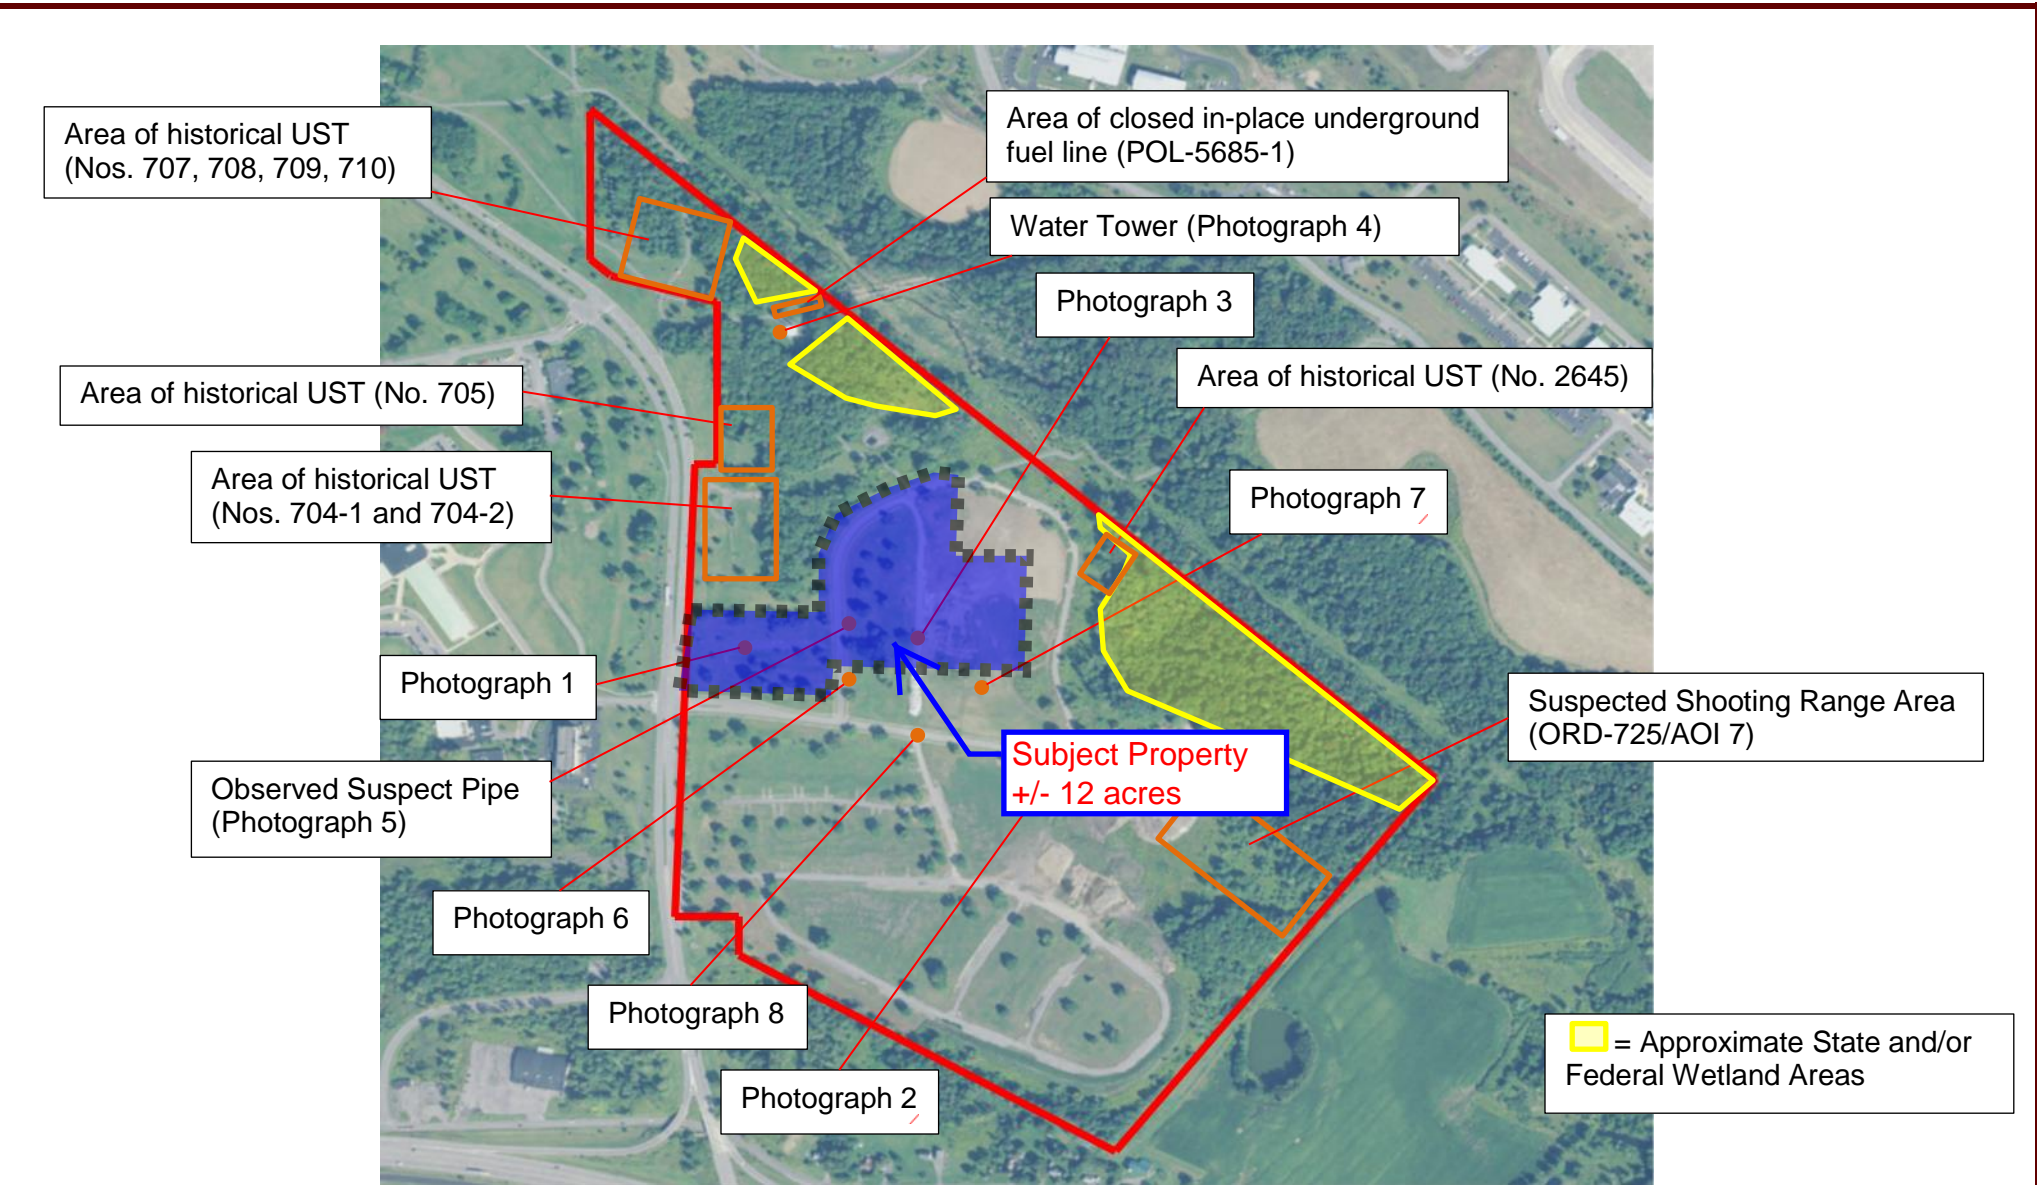 Area of historical UST
(Nos. 707, 708, 709, 710)
Area of closed in-place underground
fuel line (POL-5685-1)
Water Tower (Photograph 4)
Photograph 3
Area of historical UST (No. 2645)
Area of historical UST (No. 705)
Area of historical UST
(Nos. 704-1 and 704-2)
Photograph 7
Photograph 1
Suspected Shooting Range Area
(ORD-725/AOI 7)
Subject Property
+/- 12 acres
Observed Suspect Pipe
(Photograph 5)
Photograph 6
Photograph 8
Photograph 2
= Approximate State and/or
Federal Wetland Areas